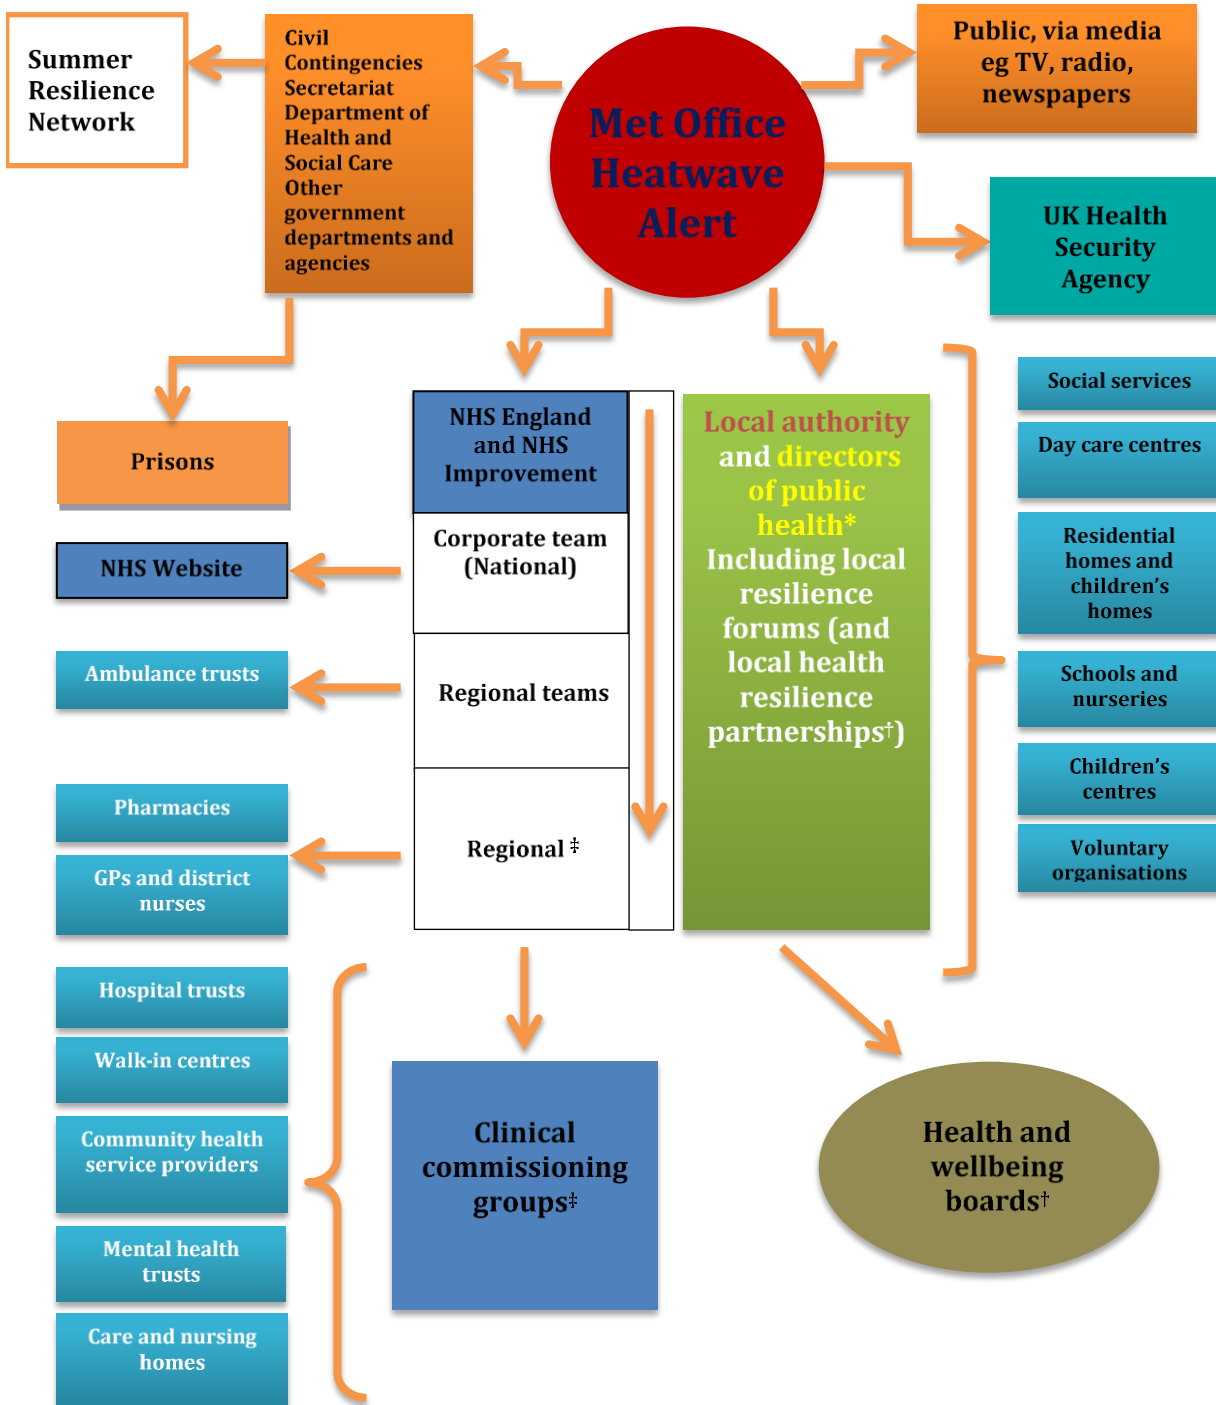 Summer
Resilience
Network
Civil
Contingencies
Secretariat
Department of
Health and
Social Care
Other
government
departments and
agencies
Met Office
Heatwave
Alert
Public, via media
eg TV, radio,
newspapers
UK Health
Security
Agency
Prisons
NHS Website
Ambulance trusts
Pharmacies
GPs and district
nurses
Hospital trusts
Walk-in centres
Community health
service providers
Mental health
trusts
Care and nursing
homes
NHS England
and NHS
Improvement
Corporate team
(National)
Regional teams
Regional ‡
Clinical
commissioning
groups‡
Local authority
and directors
of public
health*
Including local
resilience
forums (and
local health
resilience
partnerships†)
Health and
wellbeing
boards†
Social services
Day care centres
Residential
homes and
children’s
homes
Schools and
nurseries
Children’s
centres
Voluntary
organisations